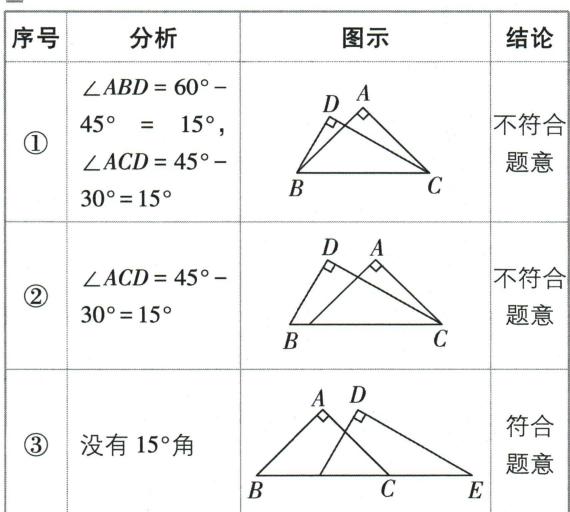 序号 分析 图示 结论
∠ABD = 60° −
45° = 15°,
∠ACD = 45° −
30° = 15°
①
D A
B C
不符合
题意
∠ACD = 45° −
30° = 15°
②
D A
B C
不符合
题意
③
没有 15°角
A D
B C E
符合
题意